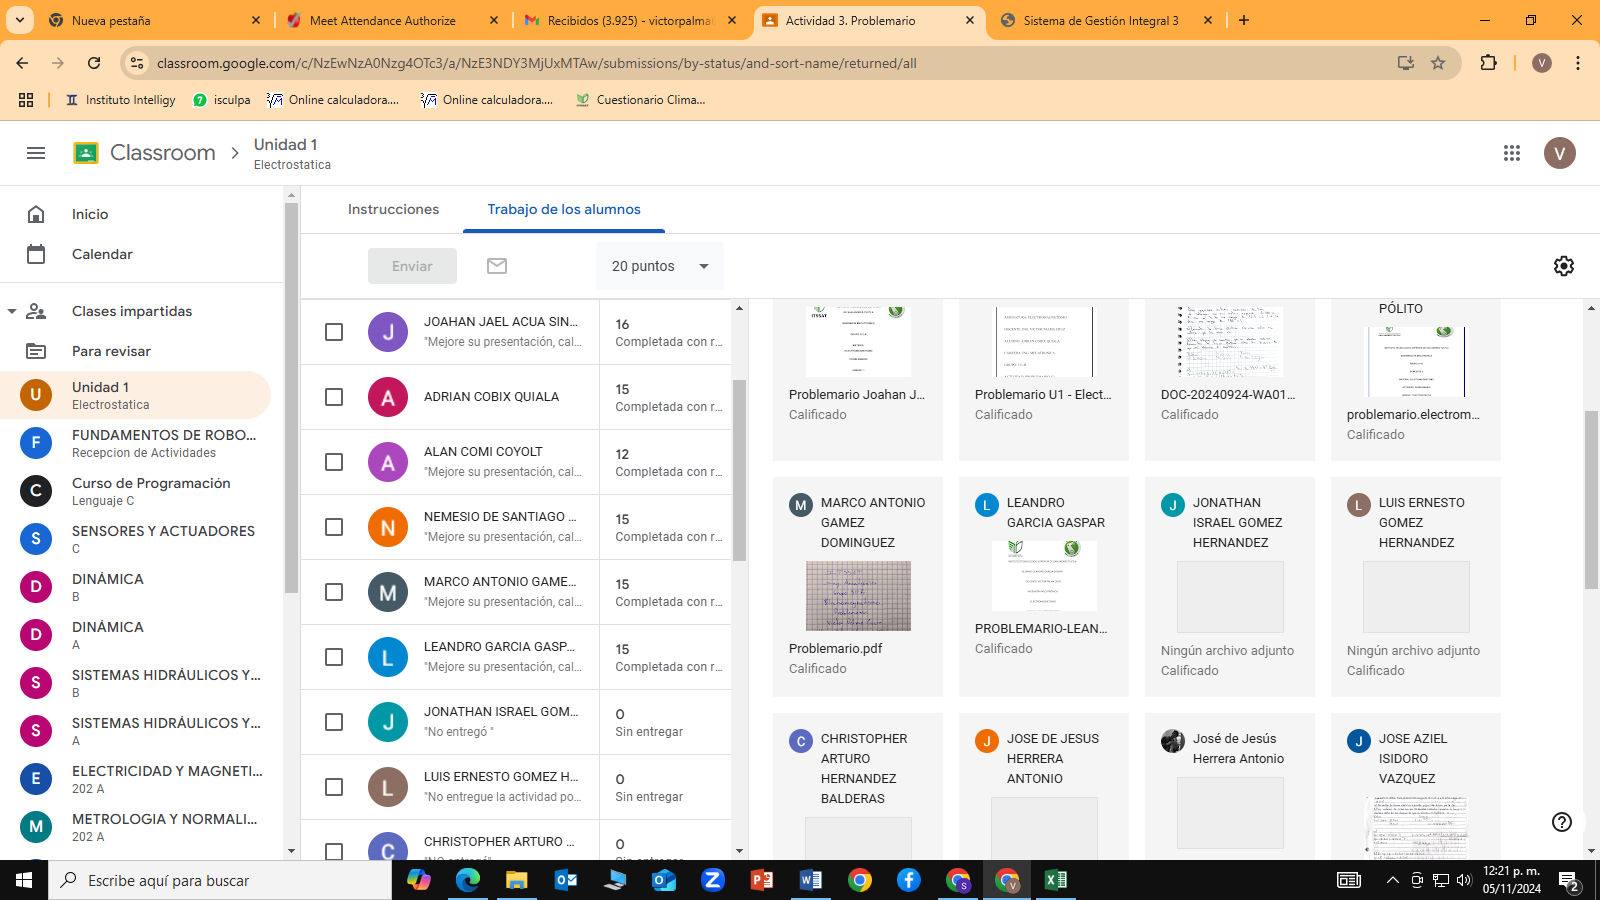 Nueva pestaña
Meet Attendance Authorize
Recibidos (3.925) - victorpalma
Actividad 3. Problemario
Sistema de Gestión Integral 3
classroom.google.com/c/NzEwNzA0Nzg4OTc3/a/NzE3NDY3MjUxMTAw/submissions/by-status/and-sort-name/returned/all
V
Instituto Intelligy
isculpa
Online calculadora....
Online calculadora....
Cuestionario Clima...
Classroom
Unidad 1
Electrostatica
V
Inicio
Calendar
Clases impartidas
Para revisar
U
Unidad 1
Electrostatica
F
FUNDAMENTOS DE ROBO...
Recepcion de Actividades
C
Curso de Programación
Lenguaje C
S
SENSORES Y ACTUADORES
C
D
DINÁMICA
B
D
DINÁMICA
A
S
SISTEMAS HIDRÁULICOS Y...
B
S
SISTEMAS HIDRÁULICOS Y...
A
E
ELECTRICIDAD Y MAGNETI...
202 A
M
METROLOGIA Y NORMALI...
202 A
Instrucciones
Trabajo de los alumnos
Enviar
20 puntos
J
JOAHAN JAEL ACUA SIN...
"Mejore su presentación, cal...
16
Completada con r...
A
ADRIAN COBIX QUIALA
15
Completada con r...
A
ALAN COMI COYOLT
"Mejore su presentación, cal...
12
Completada con r...
N
NEMESIO DE SANTIAGO ...
"Mejore su presentación, cal...
15
Completada con r...
M
MARCO ANTONIO GAME...
"Mejore su presentación, cal...
15
Completada con r...
L
LEANDRO GARCIA GASP...
"Mejore su presentación, cal...
15
Completada con r...
J
JONATHAN ISRAEL GOM...
"No entregó "
0
Sin entregar
L
LUIS ERNESTO GOMEZ H...
"No entregue la actividad po...
0
Sin entregar
C
CHRISTOPHER ARTURO ...
"NO entregó"
0
Sin entregar
Problemario Joahan J...
Calificado
Problemario U1 - Elect...
Calificado
DOC-20240924-WA01...
Calificado
PÓLITO
problemario.electrom...
Calificado
M
MARCO ANTONIO
GAMEZ
DOMINGUEZ
Problemario.pdf
Calificado
L
LEANDRO
GARCIA GASPAR
PROBLEMARIO-LEAN...
Calificado
J
JONATHAN
ISRAEL GOMEZ
HERNANDEZ
Ningún archivo adjunto
Calificado
L
LUIS ERNESTO
GOMEZ
HERNANDEZ
Ningún archivo adjunto
Calificado
C
CHRISTOPHER
ARTURO
HERNANDEZ
BALDERAS
J
JOSE DE JESUS
HERRERA
ANTONIO
José de Jesús
Herrera Antonio
J
JOSE AZIEL
ISIDORO
VAZQUEZ
Escribe aquí para buscar
12:21 p. m.
05/11/2024
2